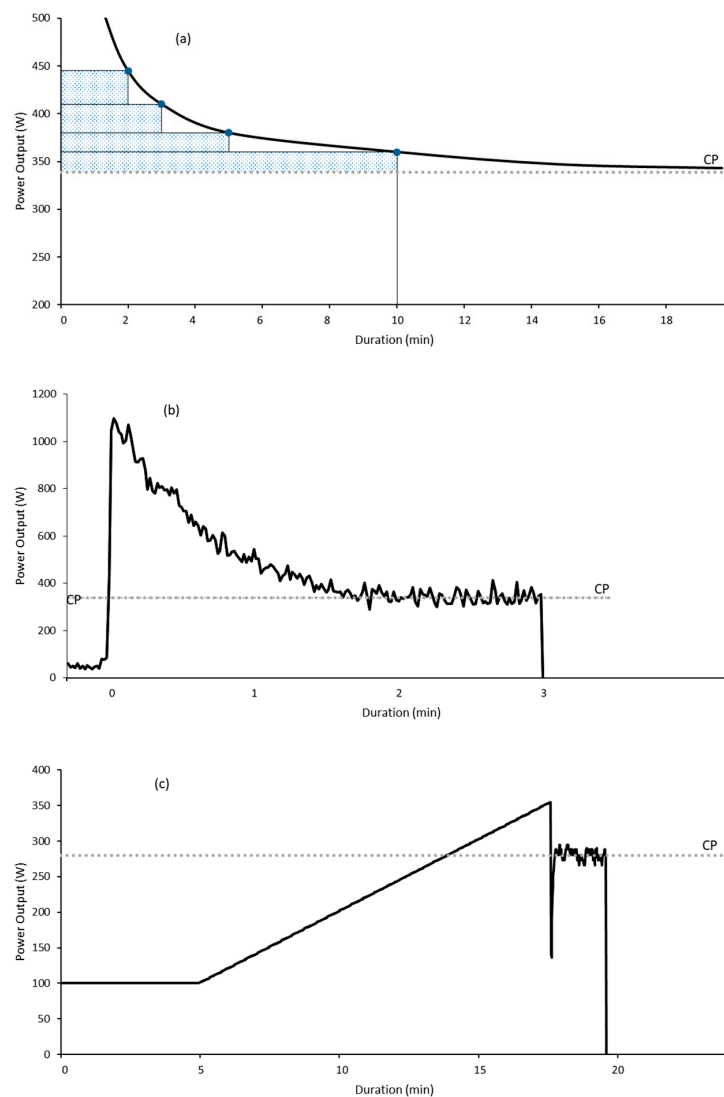 (a)
500
450
400
350
300
250
200
Power Output (W)
CP
0 2 4 6 8 10 12 14 16 18
Duration (min)
(b)
1200
1000
800
600
400
200
0
Power Output (W)
CP
CP
0 1 2 3
Duration (min)
(c)
400
350
300
250
200
150
100
50
0
Power Output (W)
CP
0 5 10 15 20
Duration (min)